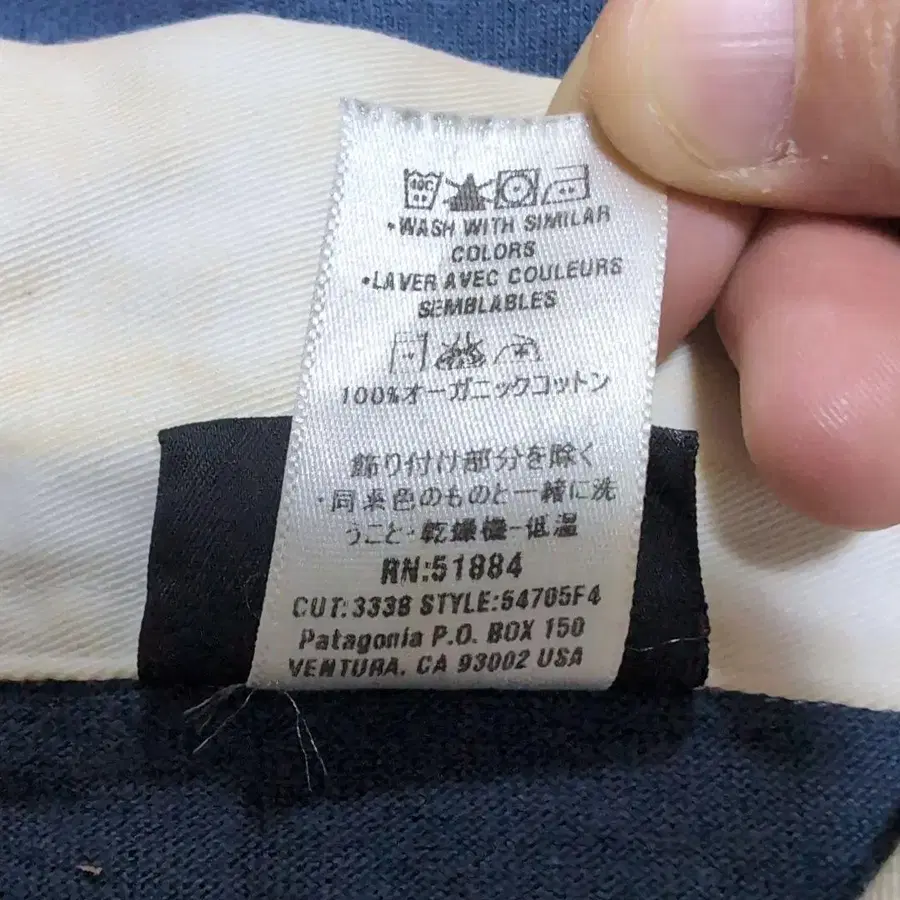 40C
•WASH WITH SIMILAR
COLORS
•LAVER AVEC COULEURS
SEMBLABLES
100%オーガニックコットン
飾り付け部分を除く
・同系色のものと一緒に洗
うこと・乾燥機-低温
RN:51884
CUT:3338 STYLE:54705F4
Patagonia P.O. BOX 150
VENTURA, CA 93002 USA